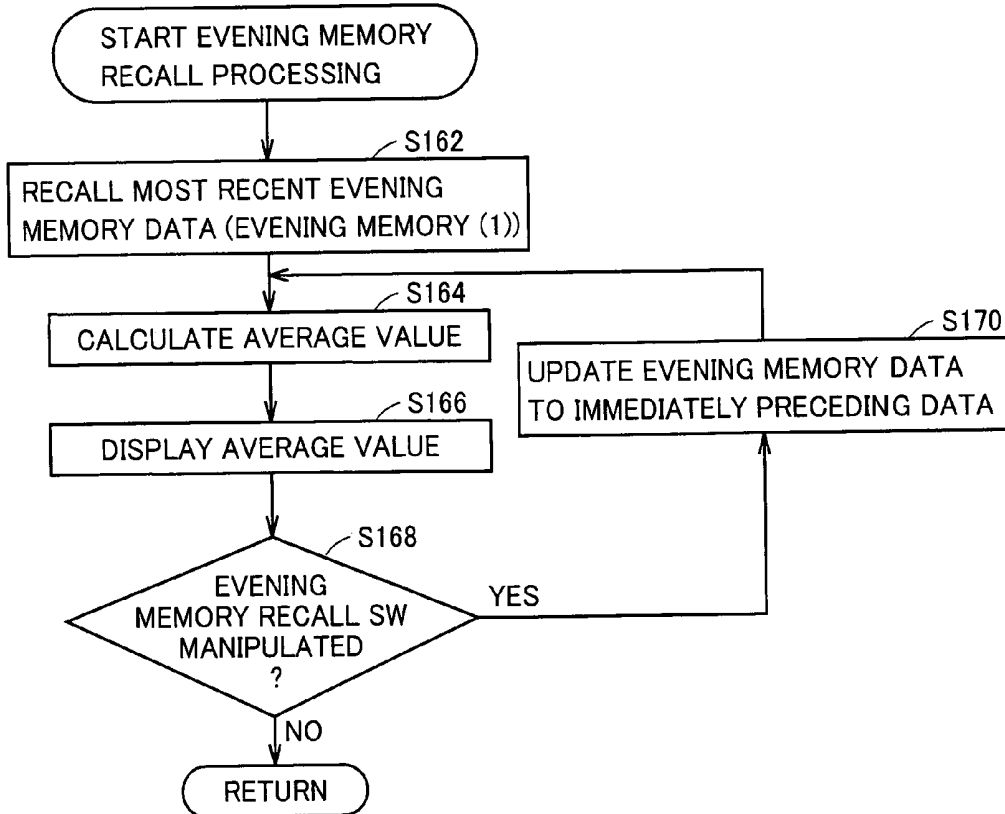 START EVENING MEMORY
RECALL PROCESSING
S162
RECALL MOST RECENT EVENING
MEMORY DATA (EVENING MEMORY (1))
S164
CALCULATE AVERAGE VALUE
S170
UPDATE EVENING MEMORY DATA
TO IMMEDIATELY PRECEDING DATA
S166
DISPLAY AVERAGE VALUE
S168
EVENING
MEMORY RECALL SW
MANIPULATED
?
YES
NO
RETURN